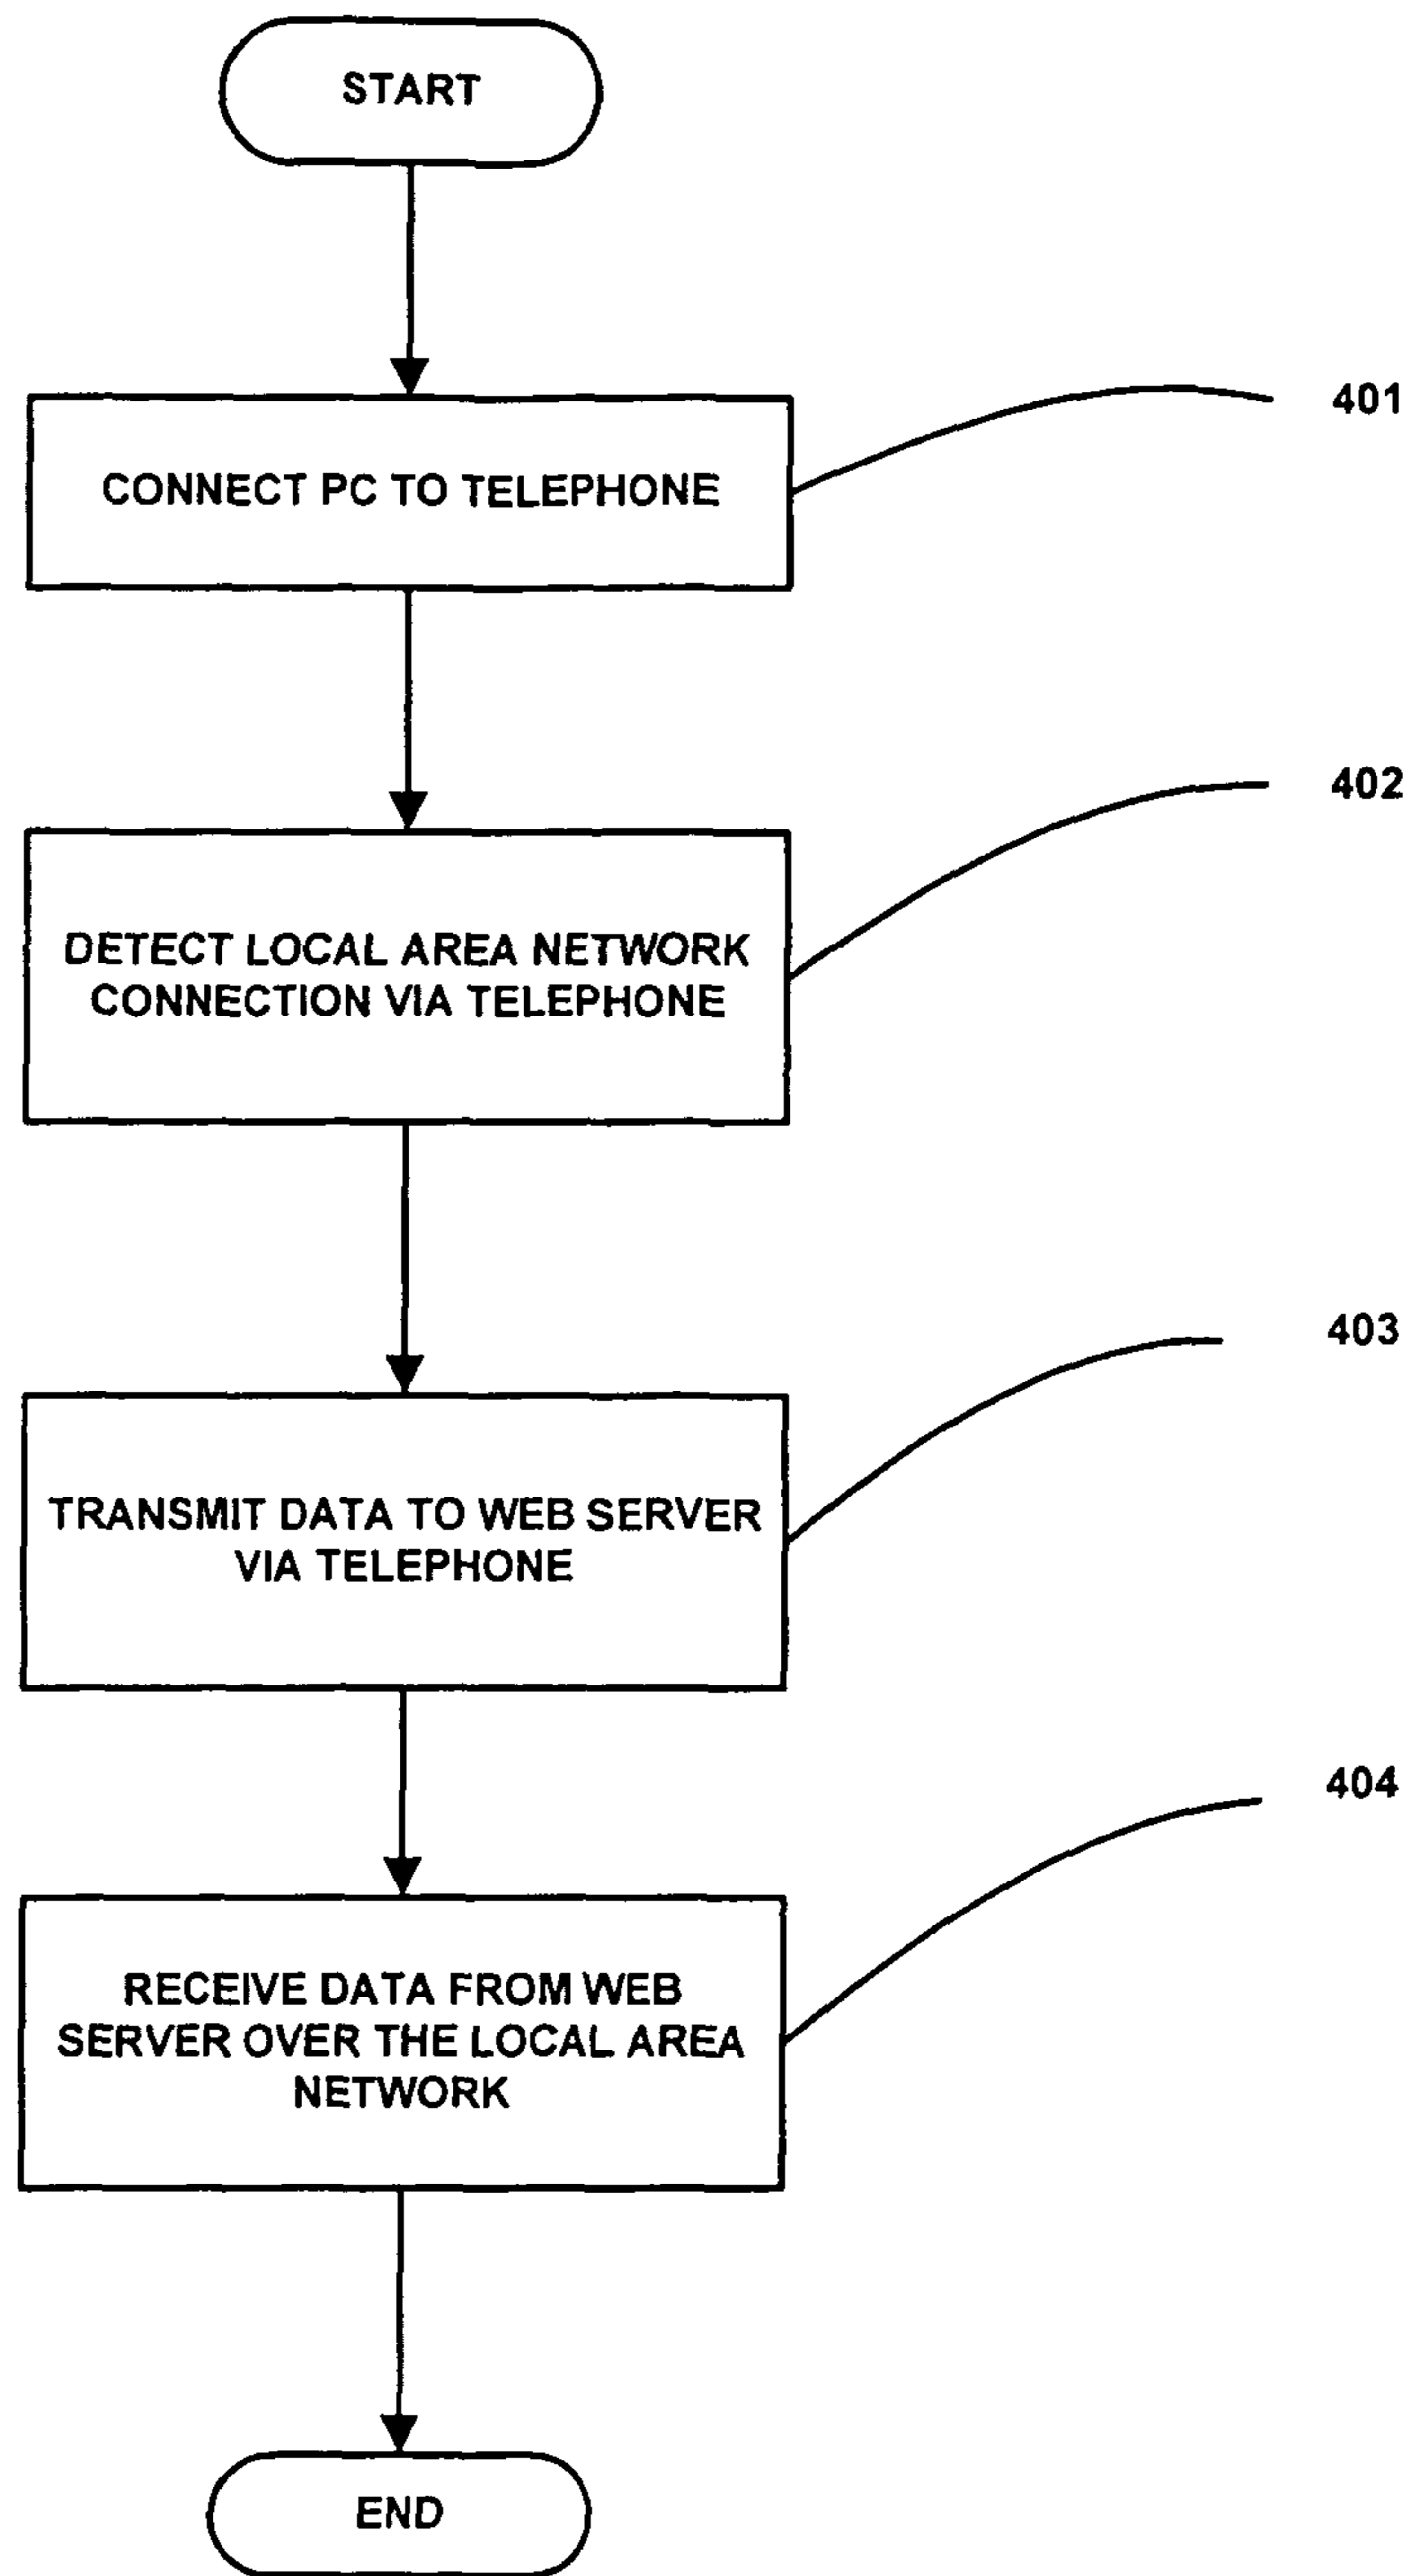 START
CONNECT PC TO TELEPHONE
401
DETECT LOCAL AREA NETWORK
CONNECTION VIA TELEPHONE
402
TRANSMIT DATA TO WEB SERVER
VIA TELEPHONE
403
RECEIVE DATA FROM WEB
SERVER OVER THE LOCAL AREA
NETWORK
404
END